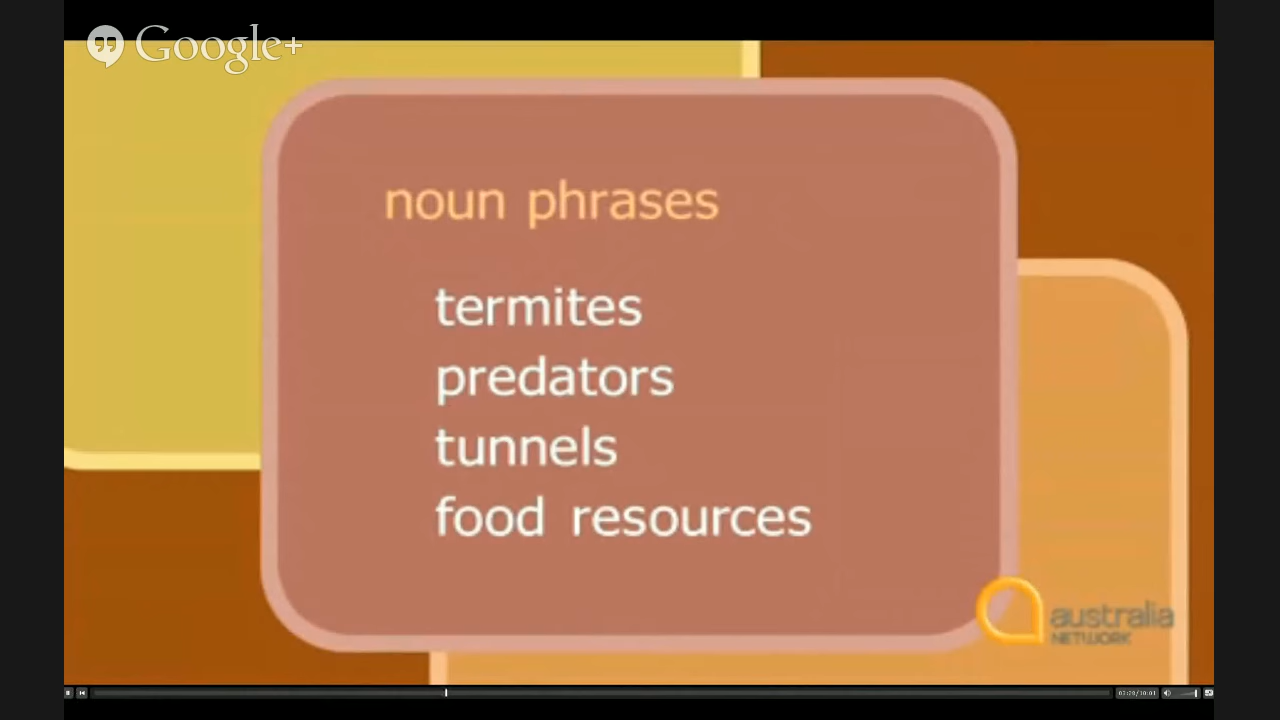 Google+
noun phrases
termites
predators
tunnels
food resources
australia
NETWORK